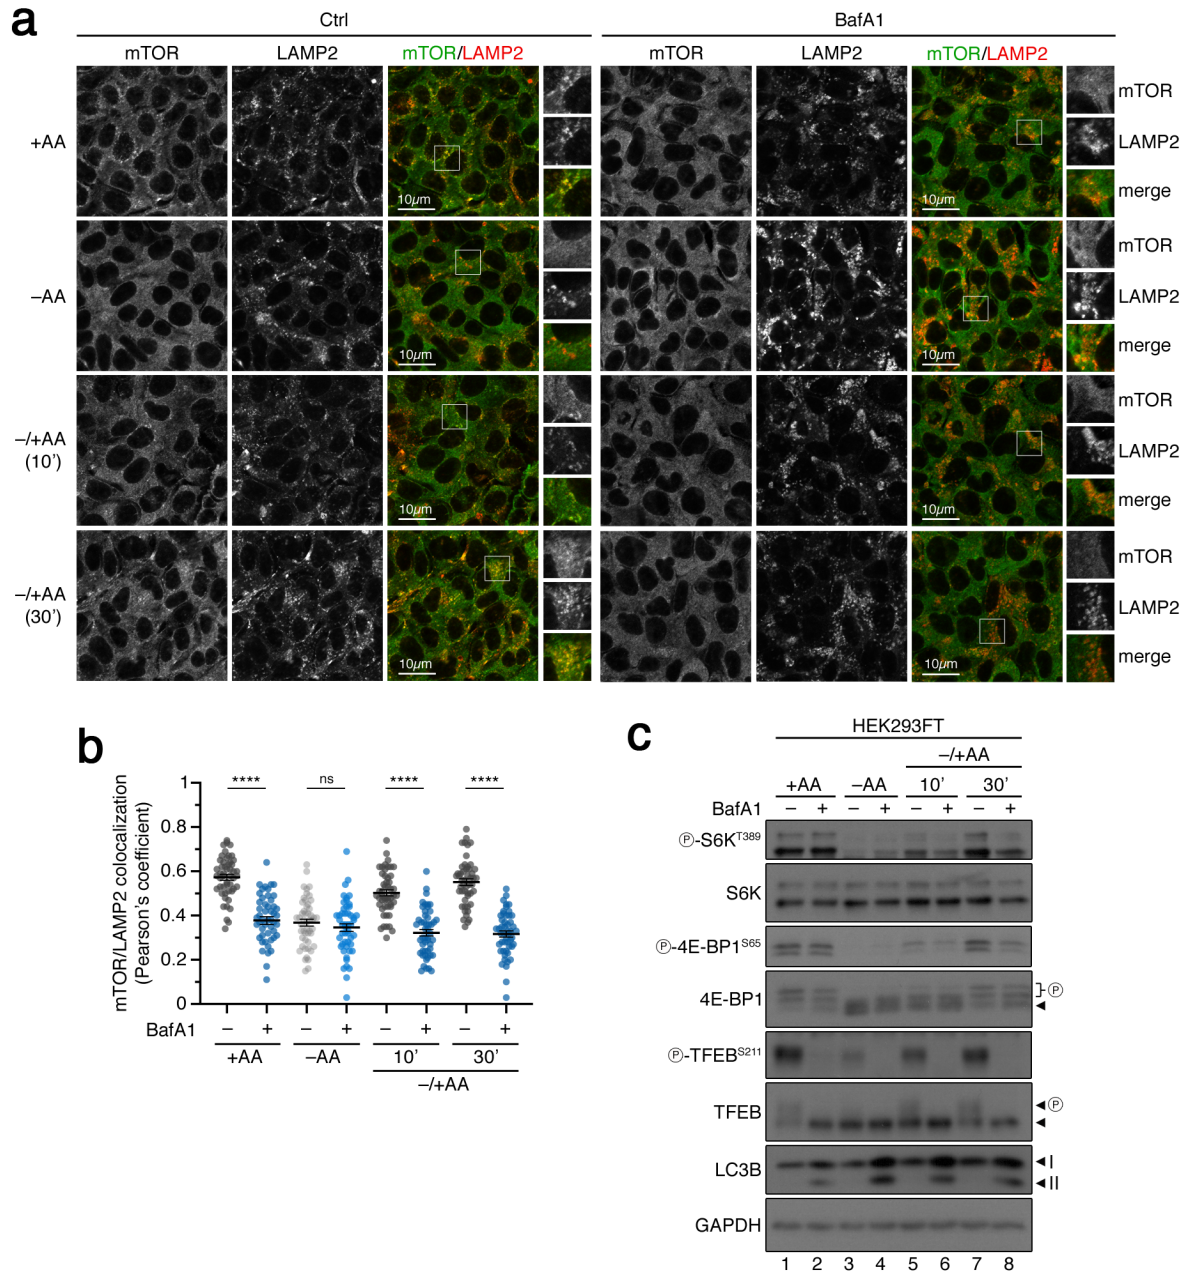 a
Ctrl
BafA1
mTOR LAMP2 mTOR/LAMP2 mTOR LAMP2 mTOR/LAMP2
+AA
10µm
10µm
mTOR
LAMP2
merge
–AA
10µm
10µm
mTOR
LAMP2
merge
–/+AA
(10’)
10µm
10µm
mTOR
LAMP2
merge
–/+AA
(30’)
10µm
10µm
mTOR
LAMP2
merge
b
mTOR/LAMP2 colocalization
(Pearson's coefficient)
1
0.8
0.6
0.4
0.2
0
**** ns **** ****
BafA1 – + – + – + – +
+AA –AA 10’ 30’
–/+AA
c
HEK293FT
–/+AA
+AA –AA 10’ 30’
BafA1 – + – + – + – +
Ⓟ-S6KT389
S6K
Ⓟ-4E-BP1S65
4E-BP1 Ⓟ
◄
Ⓟ-TFEBS211
TFEB ◄Ⓟ
◄
LC3B ◄I
◄II
GAPDH
1 2 3 4 5 6 7 8